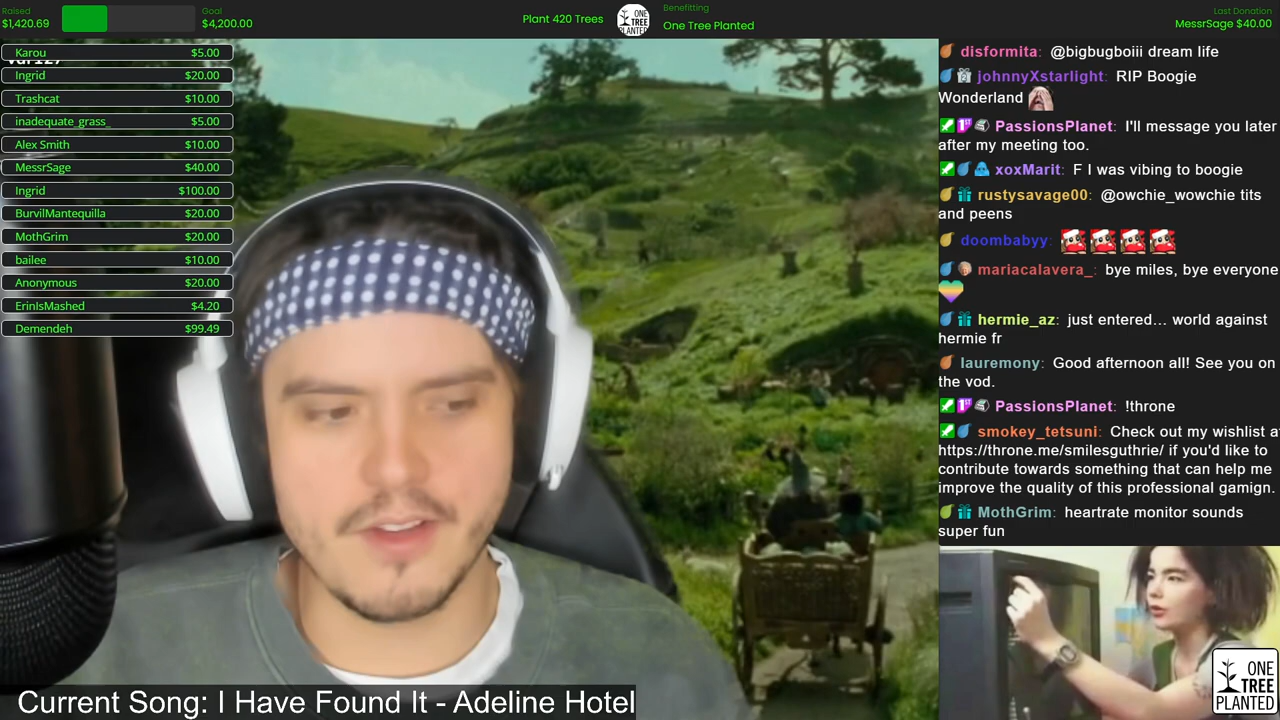 Raised
$1,420.69
Goal
$4,200.00
Plant 420 Trees
ONE
TREE
PLANTED
Benefitting
One Tree Planted
Last Donation
MessrSage $40.00
Karou $5.00
Ingrid $20.00
Trashcat $10.00
inadequate_grass_ $5.00
Alex Smith $10.00
MessrSage $40.00
Ingrid $100.00
BurvilMantequilla $20.00
MothGrim $20.00
bailee $10.00
Anonymous $20.00
ErinIsMashed $4.20
Demendeh $99.49
disformita: @bigbugboiii dream life
johnnyXstarlight: RIP Boogie
Wonderland
PassionsPlanet: I'll message you later
after my meeting too.
xoxMarit: F I was vibing to boogie
rustysavage00: @owchie_wowchie tits
and peens
doombabyy:
mariacalavera_: bye miles, bye everyone
hermie_az: just entered... world against
hermie fr
lauremony: Good afternoon all! See you on
the vod.
PassionsPlanet: !throne
smokey_tetsuni: Check out my wishlist at
https://throne.me/smilesguthrie/ if you'd like to
contribute towards something that can help me
improve the quality of this professional gamign.
MothGrim: heartrate monitor sounds
super fun
ONE
TREE
PLANTED
Current Song: I Have Found It - Adeline Hotel